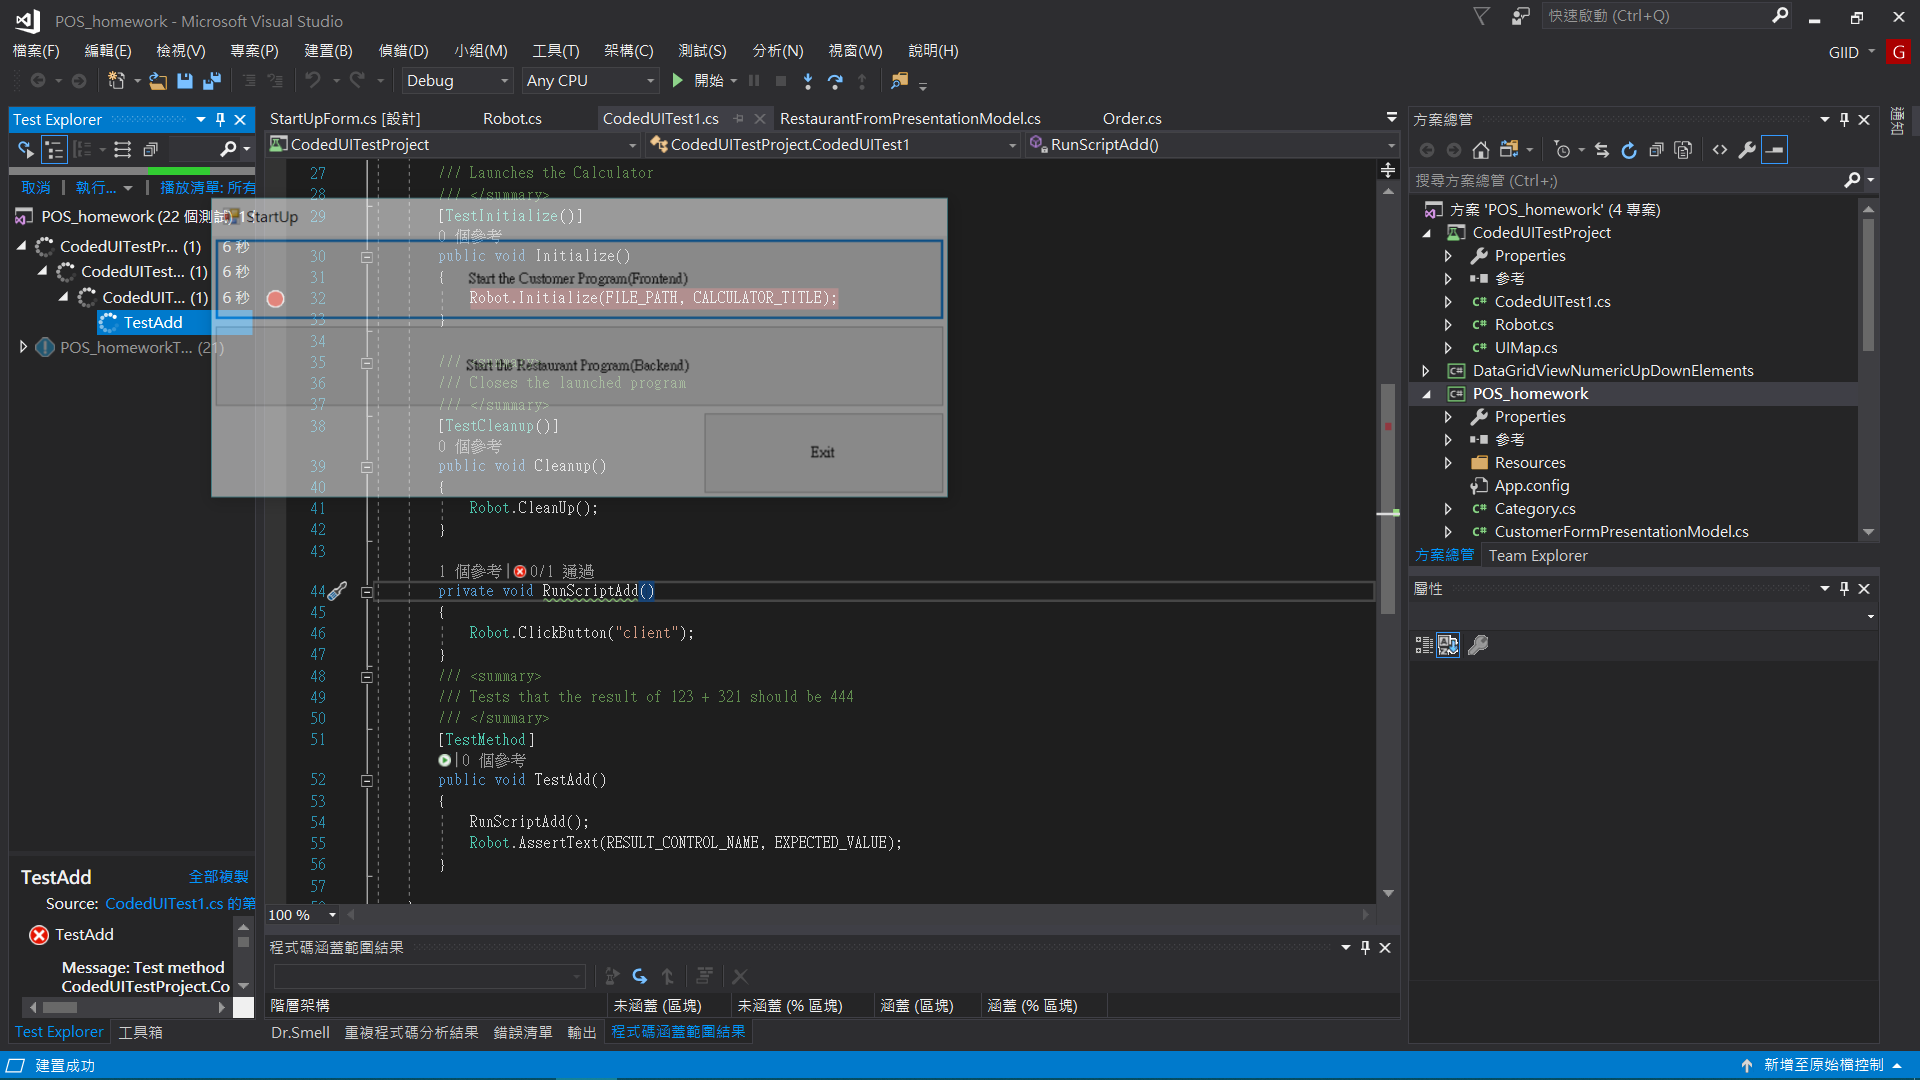 POS_homework - Microsoft Visual Studio
快速啟動 (Ctrl+Q)
檔案(F) 編輯(E) 檢視(V) 專案(P) 建置(B) 偵錯(D) 小組(M) 工具(T) 架構(C) 測試(S) 分析(N) 視窗(W) 說明(H)
GIID G
Debug Any CPU 開始
Test Explorer
StartUpForm.cs [設計] Robot.cs CodedUITest1.cs RestaurantFromPresentationModel.cs Order.cs
CodedUITestProject CodedUITestProject.CodedUITest1 RunScriptAdd()
取消 執行... 播放清單: 所有
POS_homework (22 個測試
CodedUITestPr... (1) 6 秒
CodedUITest... (1) 6 秒
CodedUIT... (1) 6 秒
TestAdd
POS_homeworkT... (21)
StartUp
Start the Customer Program(Frontend)
Start the Restaurant Program(Backend)
Exit
27 /// Launches the Calculator
28 /// </summary>
29 [TestInitialize()]
0 個參考
30 public void Initialize()
31 {
32 Robot.Initialize(FILE_PATH, CALCULATOR_TITLE);
33 }
34
35 /// <summary>
36 /// Closes the launched program
37 /// </summary>
38 [TestCleanup()]
0 個參考
39 public void Cleanup()
40 {
41 Robot.CleanUp();
42 }
43
1 個參考 | 0/1 通過
44 private void RunScriptAdd()
45 {
46 Robot.ClickButton("client");
47 }
48 /// <summary>
49 /// Tests that the result of 123 + 321 should be 444
50 /// </summary>
51 [TestMethod]
|0 個參考
52 public void TestAdd()
53 {
54 RunScriptAdd();
55 Robot.AssertText(RESULT_CONTROL_NAME, EXPECTED_VALUE);
56 }
57
100 %
TestAdd 全部複製
Source: CodedUITest1.cs 的第
TestAdd
Message: Test method
CodedUITestProject.Co
Test Explorer 工具箱
程式碼涵蓋範圍結果
階層架構 未涵蓋 (區塊) 未涵蓋 (% 區塊) 涵蓋 (區塊) 涵蓋 (% 區塊)
Dr.Smell 重複程式碼分析結果 錯誤清單 輸出 程式碼涵蓋範圍結果
方案總管
搜尋方案總管 (Ctrl+;)
方案 'POS_homework' (4 專案)
CodedUITestProject
Properties
參考
CodedUITest1.cs
Robot.cs
UIMap.cs
DataGridViewNumericUpDownElements
POS_homework
Properties
參考
Resources
App.config
Category.cs
CustomerFormPresentationModel.cs
方案總管 Team Explorer
屬性
通知
建置成功
新增至原始檔控制